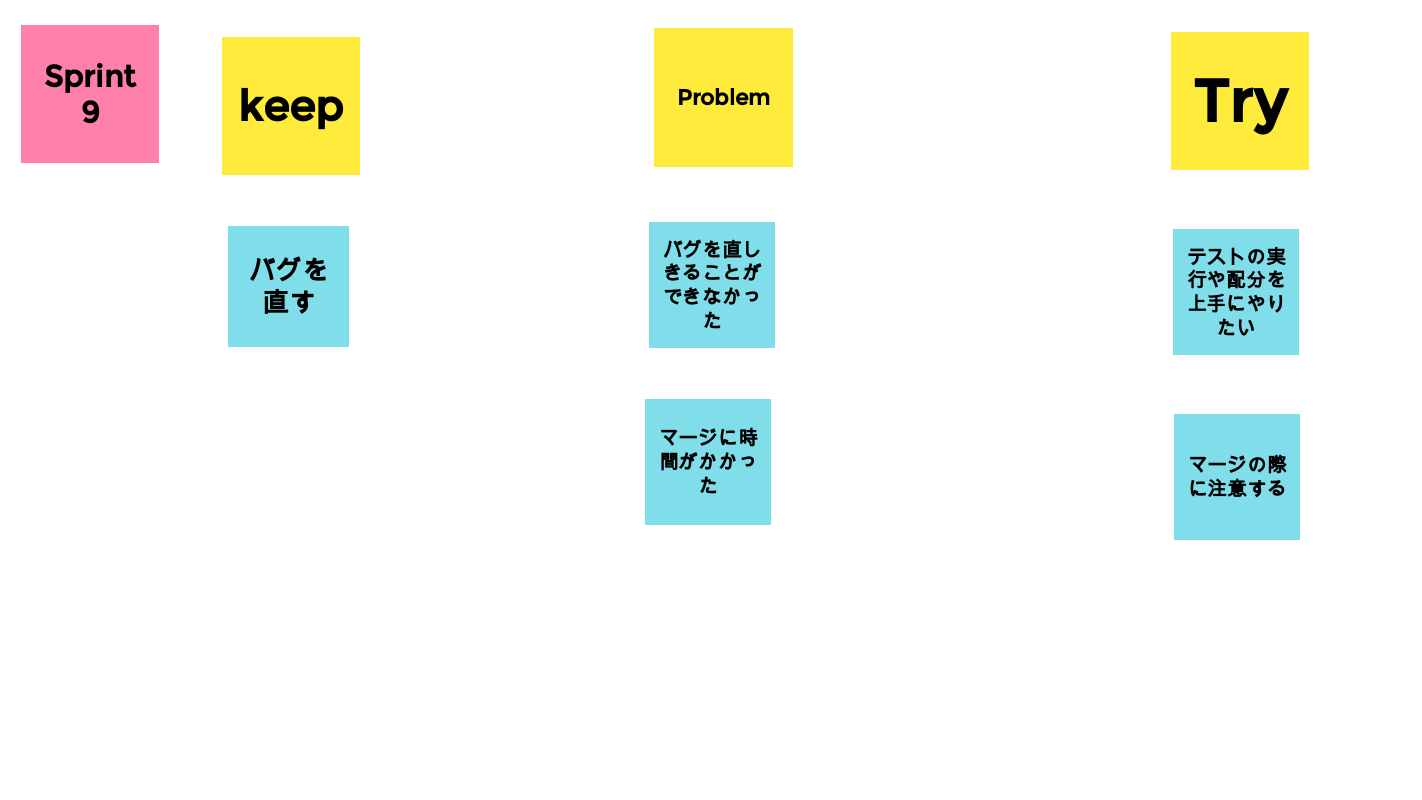 Sprint
9
keep
Problem
Try
バグを
直す
バグを直し
きることが
できなかっ
た
テストの実
行や配分を
上手にやり
たい
マージに時
間がかかっ
た
マージの際
に注意する